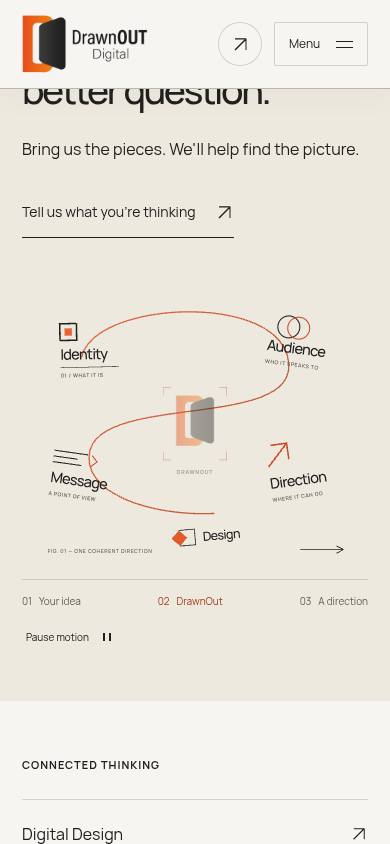 DrawnOUT
Digital
Menu
better question.
Bring us the pieces. We'll help find the picture.
Tell us what you're thinking
Identity
01 / WHAT IT IS
Audience
WHO IT SPEAKS TO
DRAWNOUT
Message
A POINT OF VIEW
Direction
WHERE IT CAN GO
Design
FIG. 01 — ONE COHERENT DIRECTION
01 Your idea
02 DrawnOut
03 A direction
Pause motion
CONNECTED THINKING
Digital Design